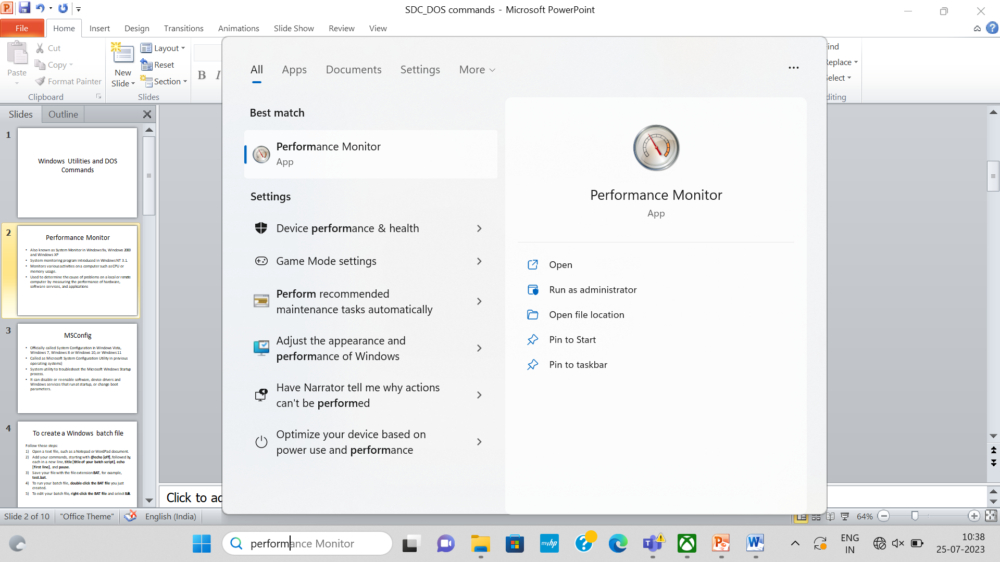 SDC_DOS commands - Microsoft PowerPoint
File Home Insert Design Transitions Animations Slide Show Review View
Paste
Cut
Copy
Format Painter
Clipboard
New
Slide
Layout
Reset
Section
Slides
B I
Replace
ind
elect
diting
Slides Outline
1
Windows Utilities and DOS
Commands
2
Performance Monitor
• Also known as System Monitor in Windows 9x, Windows 2000
and Windows XP
• System monitoring program introduced in Windows NT 3.1.
• Monitors various activities on a computer such as CPU or
memory usage.
• Used to determine the cause of problems on a local or remote
computer by measuring the performance of hardware,
software services, and applications
3
MSConfig
• Officially called System Configuration in Windows Vista,
Windows 7, Windows 8 or Windows 10, or Windows 11
• Called as Microsoft System Configuration Utility in previous
operating systems)
• System utility to troubleshoot the Microsoft Windows Startup
process.
• It can disable or re-enable software, device drivers and
Windows services that run at startup, or change boot
parameters.
4
To create a Windows batch file
Follow these steps:
1) Open a text file, such as a Notepad or WordPad document.
2) Add your commands, starting with @echo [off], followed by,
each in a new line, title [title of your batch script], echo
[first line], and pause.
3) Save your file with the file extension BAT, for example,
test.bat.
4) To run your batch file, double-click the BAT file you just
created.
5) To edit your batch file, right-click the BAT file and select Edit.
All Apps Documents Settings More
Best match
Performance Monitor
App
Settings
Device performance & health
Game Mode settings
Perform recommended
maintenance tasks automatically
Adjust the appearance and
performance of Windows
Have Narrator tell me why actions
can't be performed
Optimize your device based on
power use and performance
Performance Monitor
App
Open
Run as administrator
Open file location
Pin to Start
Pin to taskbar
Click to ad
Slide 2 of 10 "Office Theme" English (India) 64%
performance Monitor
myhp
ENG
IN
10:38
25-07-2023